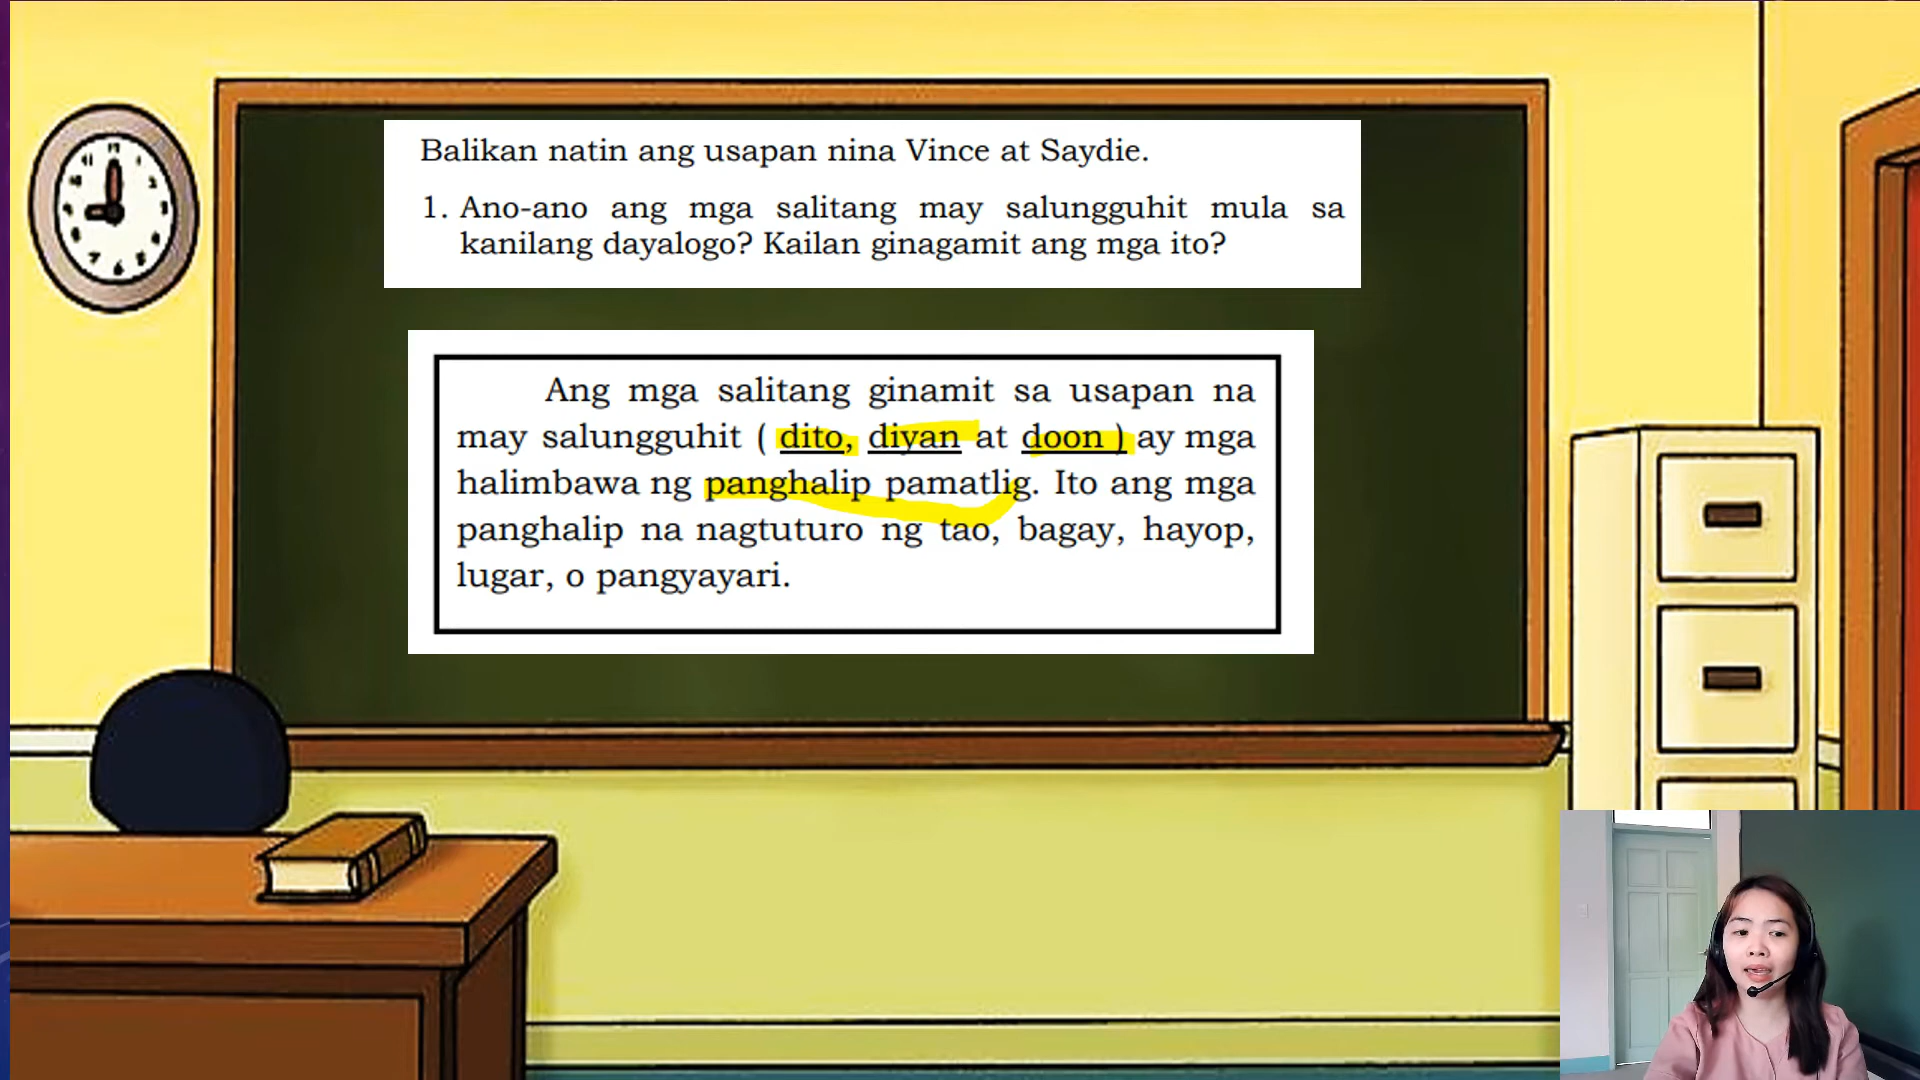 Balikan natin ang usapan nina Vince at Saydie.
1. Ano-ano ang mga salitang may salungguhit mula sa
kanilang dayalogo? Kailan ginagamit ang mga ito?
Ang mga salitang ginamit sa usapan na
may salungguhit ( dito, diyan at doon ) ay mga
halimbawa ng panghalip pamatlig. Ito ang mga
panghalip na nagtuturo ng tao, bagay, hayop,
lugar, o pangyayari.